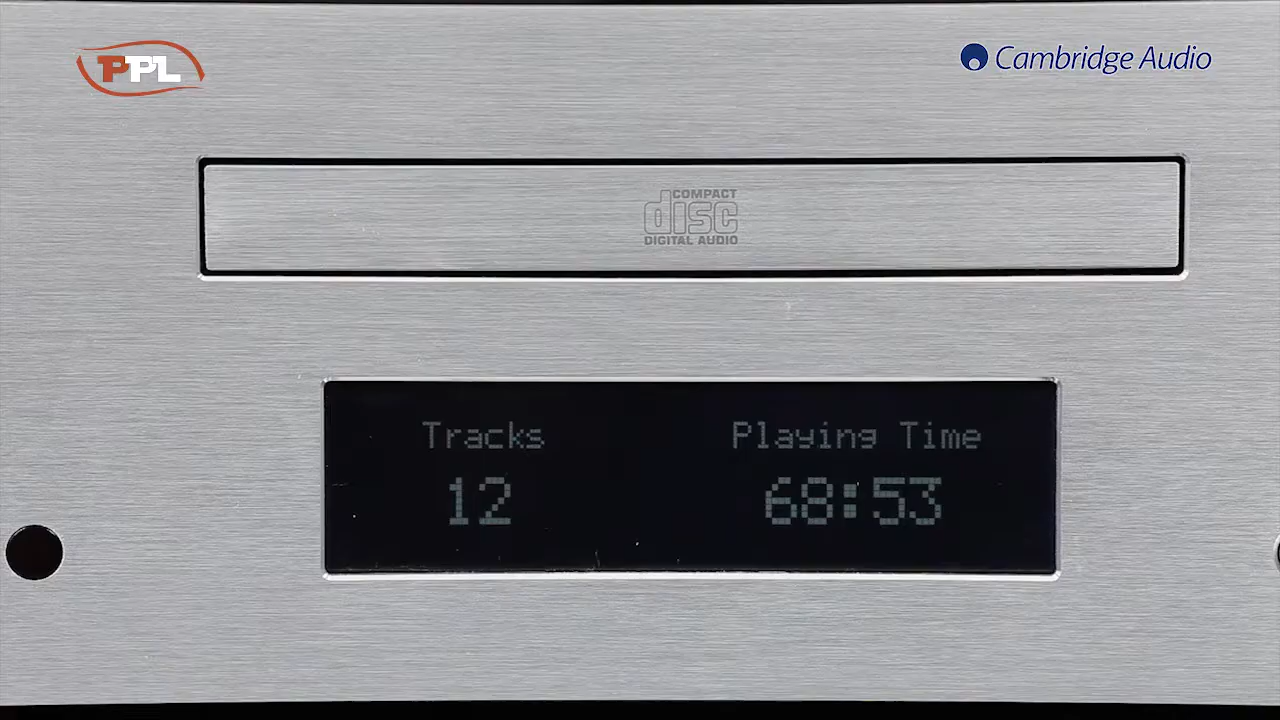 PPL
Cambridge Audio
COMPACT
disc
DIGITAL AUDIO
Tracks
Playing Time
12
68:53